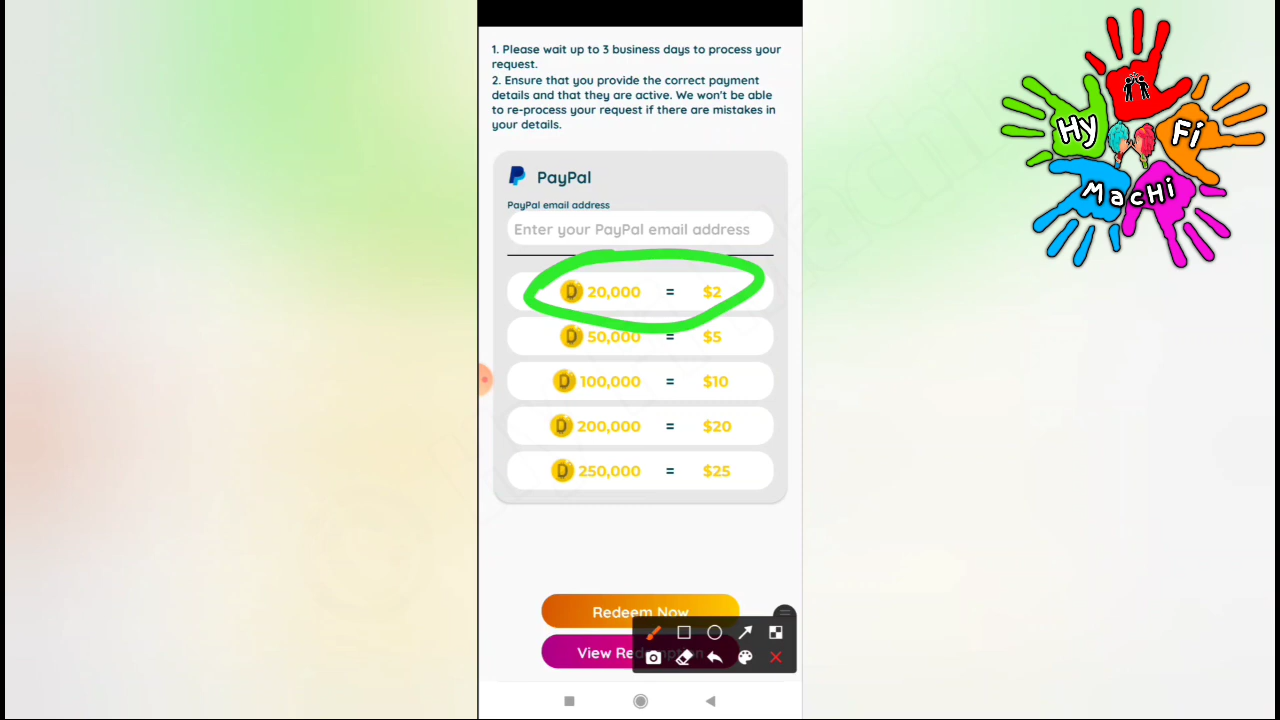 1. Please wait up to 3 business days to process your
request.
2. Ensure that you provide the correct payment
details and that they are active. We won't be able
to re-process your request if there are mistakes in
your details.
PayPal
PayPal email address
Enter your PayPal email address
D 20,000 = $2
D 50,000 = $5
D 100,000 = $10
D 200,000 = $20
D 250,000 = $25
Redeem Now
View
Hy Fi
MacHi